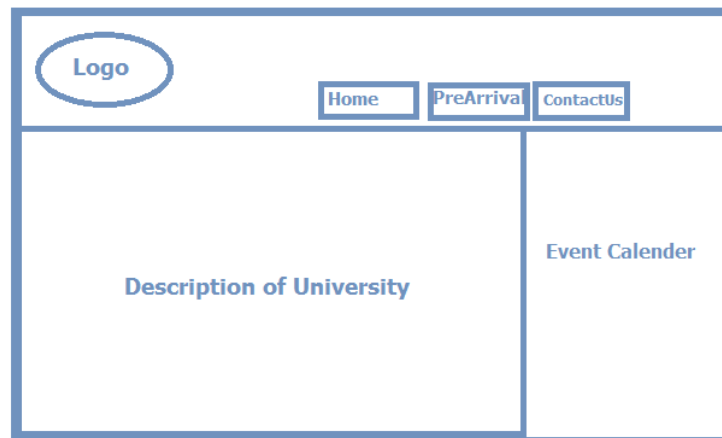 Logo
Home
PreArrival
ContactUs
Description of University
Event Calender